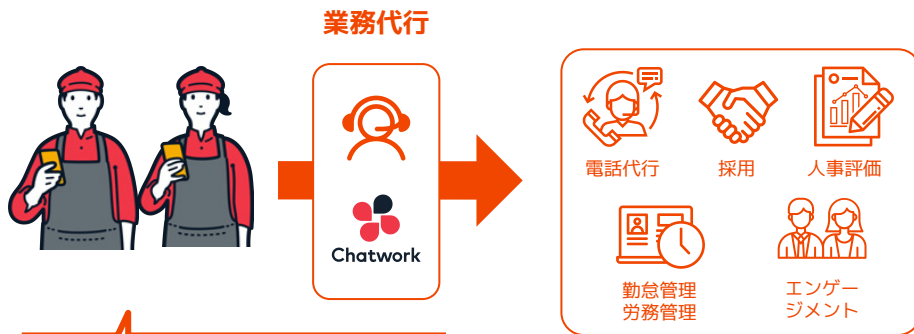 業務代行
Chatwork
電話代行
採用
人事評価
勤怠管理
労務管理
エンゲー
ジメント